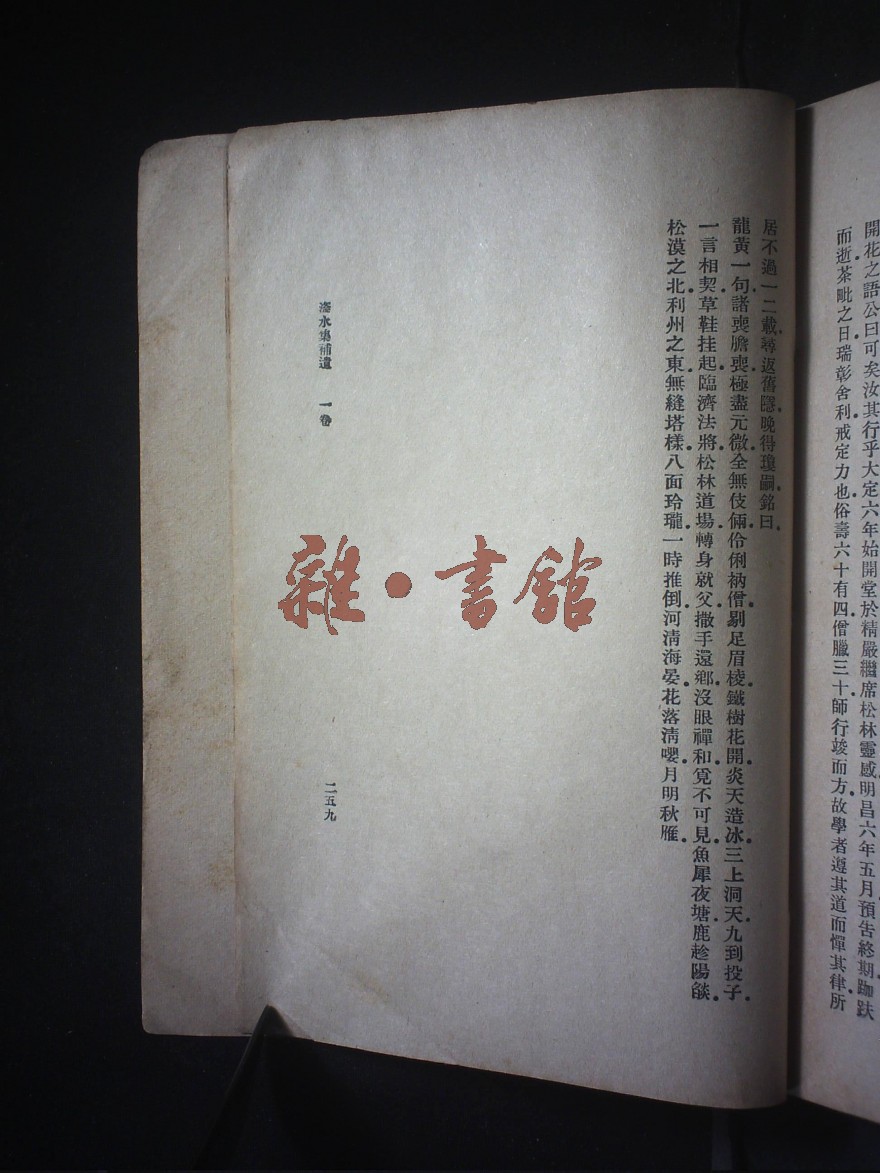 開花之語公曰可矣汝其行乎大定六年始開堂於精嚴繼席松林靈感明昌六年五月預告終期跏趺
而逝茶毗之日瑞彰舍利戒定力也俗壽六十有四僧臘三十師行竣而方故學者遵其道而憚其律所
居不過一二載尋返舊隱晚得瓊嗣銘曰
龍黃一句諸喪膽喪極盡元微全無伎倆伶俐衲僧剔足眉棱鐵樹花開炎天造冰三上洞天九到投子
一言相契草鞋挂起臨濟法將松林道場轉身就父撒手還鄉沒眼禪和覓不可見魚犀夜塘鹿趁陽燄
松漠之北利州之東無縫塔樣八面玲瓏一時推倒河清海晏花落清嚶月明秋雁
滏水集補遺 一卷
二五九
雜·書館